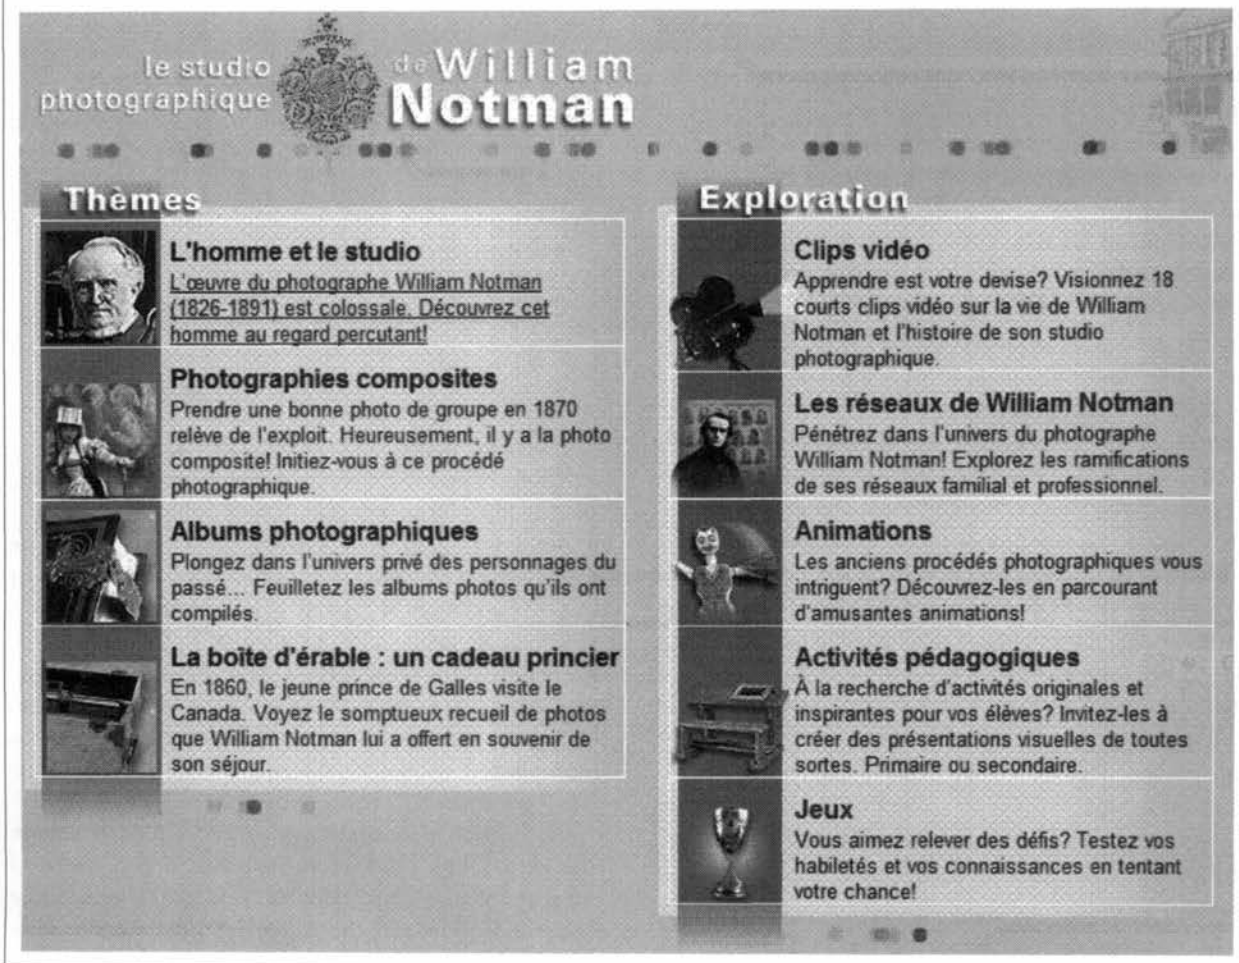 le studio
photographique
de William
Notman
Thèmes
L'homme et le studio
L'œuvre du photographe William Notman
(1826-1891) est colossale. Découvrez cet
homme au regard percutant!
Photographies composites
Prendre une bonne photo de groupe en 1870
relève de l'exploit. Heureusement, il y a la photo
composite! Initiez-vous à ce procédé
photographique.
Albums photographiques
Plongez dans l'univers privé des personnages du
passé... Feuilletez les albums photos qu'ils ont
compilés.
La boîte d'érable : un cadeau princier
En 1860, le jeune prince de Galles visite le
Canada. Voyez le somptueux recueil de photos
que William Notman lui a offert en souvenir de
son séjour.
Exploration
Clips vidéo
Apprendre est votre devise? Visionnez 18
courts clips vidéo sur la vie de William
Notman et l'histoire de son studio
photographique.
Les réseaux de William Notman
Pénétrez dans l'univers du photographe
William Notman! Explorez les ramifications
de ses réseaux familial et professionnel.
Animations
Les anciens procédés photographiques vous
intriguent? Découvrez-les en parcourant
d'amusantes animations!
Activités pédagogiques
À la recherche d'activités originales et
inspirantes pour vos élèves? Invitez-les à
créer des présentations visuelles de toutes
sortes. Primaire ou secondaire.
Jeux
Vous aimez relever des défis? Testez vos
habiletés et vos connaissances en tentant
votre chance!